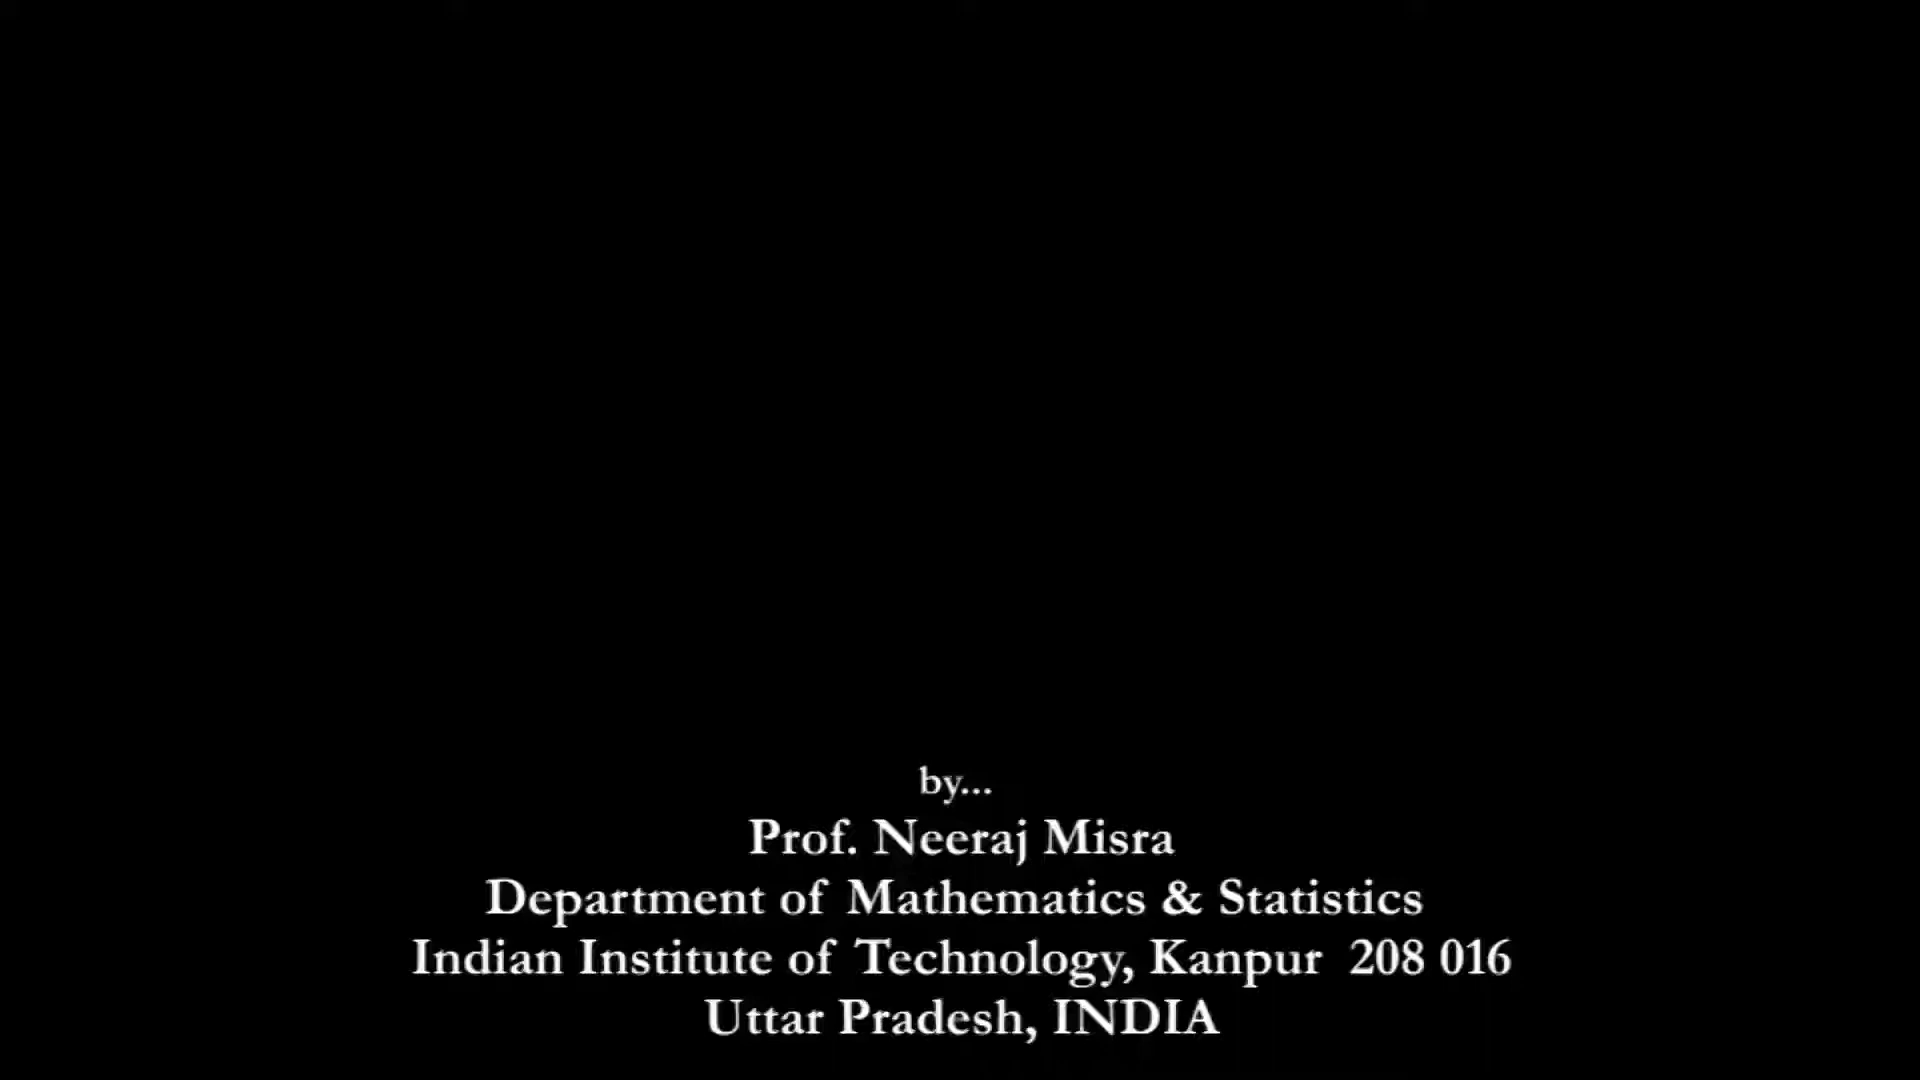 by...
Prof. Neeraj Misra
Department of Mathematics & Statistics
Indian Institute of Technology, Kanpur 208 016
Uttar Pradesh, INDIA